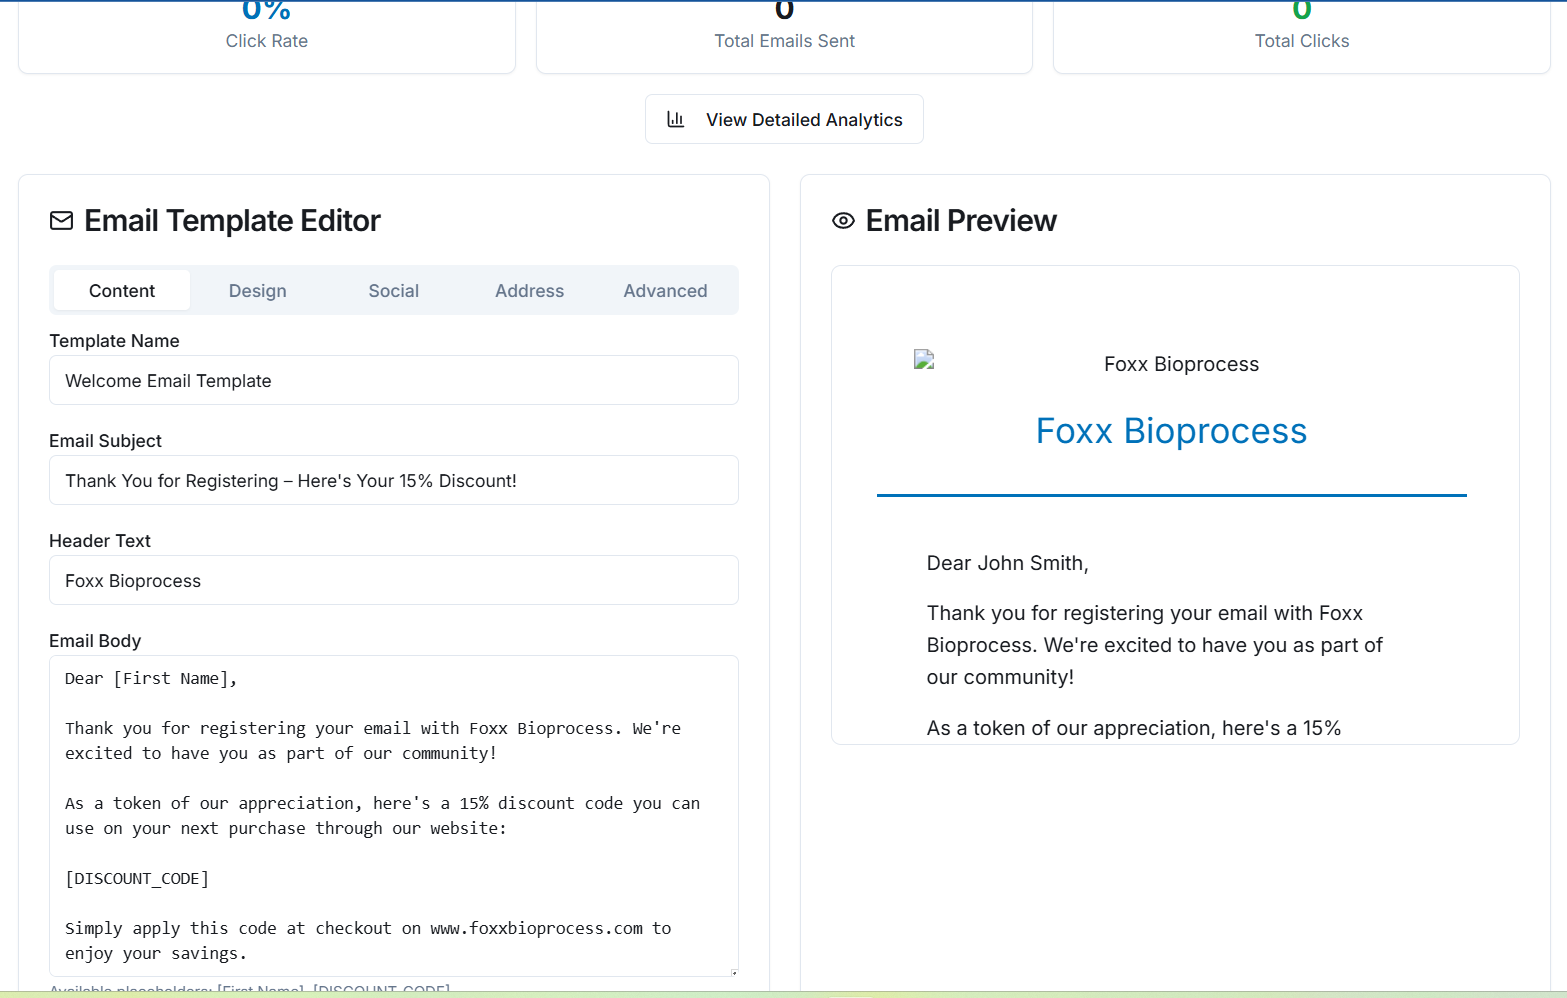 0%
Click Rate
0
Total Emails Sent
0
Total Clicks
View Detailed Analytics
Email Template Editor
Content
Design
Social
Address
Advanced
Template Name
Welcome Email Template
Email Subject
Thank You for Registering – Here's Your 15% Discount!
Header Text
Foxx Bioprocess
Email Body
Dear [First Name],
Thank you for registering your email with Foxx Bioprocess. We're
excited to have you as part of our community!
As a token of our appreciation, here's a 15% discount code you can
use on your next purchase through our website:
[DISCOUNT_CODE]
Simply apply this code at checkout on www.foxxbioprocess.com to
enjoy your savings.
Available placeholders: [First Name], [DISCOUNT_CODE]
Email Preview
Foxx Bioprocess
Foxx Bioprocess
Dear John Smith,
Thank you for registering your email with Foxx
Bioprocess. We're excited to have you as part of
our community!
As a token of our appreciation, here's a 15%